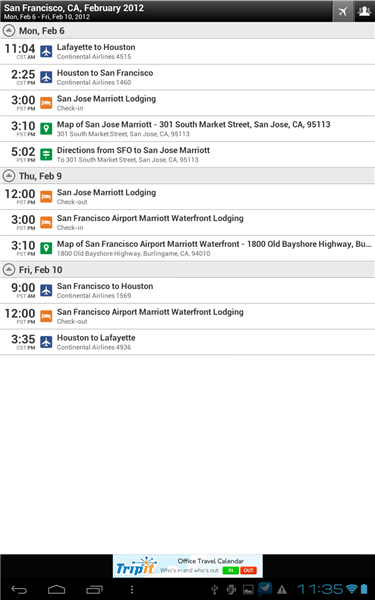 San Francisco, CA, February 2012
Mon, Feb 6 - Fri, Feb 10, 2012
Mon, Feb 6
11:04 CST AM
Lafayette to Houston
Continental Airlines 4515
2:25 PST PM
Houston to San Francisco
Continental Airlines 1460
3:00 PST PM
San Jose Marriott Lodging
Check-in
3:10 PST PM
Map of San Jose Marriott - 301 South Market Street, San Jose, CA, 95113
301 South Market Street, San Jose, CA, 95113
5:02 PST PM
Directions from SFO to San Jose Marriott
To 301 South Market Street, San Jose, CA, 95113
Thu, Feb 9
12:00 PST PM
San Jose Marriott Lodging
Check-out
3:00 PST PM
San Francisco Airport Marriott Waterfront Lodging
Check-in
3:10 PST PM
Map of San Francisco Airport Marriott Waterfront - 1800 Old Bayshore Highway, Bu...
1800 Old Bayshore Highway, Burlingame, CA, 94010
Fri, Feb 10
9:00 PST AM
San Francisco to Houston
Continental Airlines 1569
12:00 PST PM
San Francisco Airport Marriott Waterfront Lodging
Check-out
3:35 CST PM
Houston to Lafayette
Continental Airlines 4936
TripIt
Office Travel Calendar
Who's in and who's out.
IN
OUT
11:35